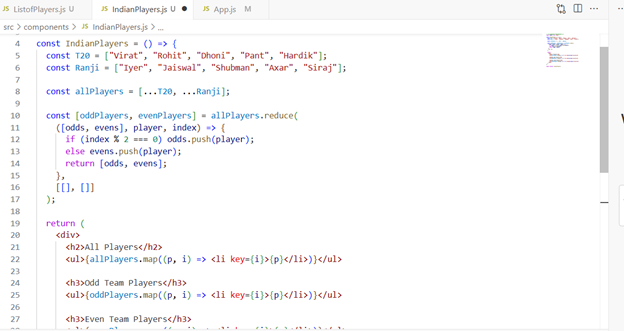 JS ListofPlayers.js U JS IndianPlayers.js U ● JS App.js M
src > components > JS IndianPlayers.js > ...
4 const IndianPlayers = () => {
5 const T20 = ["Virat", "Rohit", "Dhoni", "Pant", "Hardik"];
6 const Ranji = ["Iyer", "Jaiswal", "Shubman", "Axar", "Siraj"];
7
8 const allPlayers = [...T20, ...Ranji];
9
10 const [oddPlayers, evenPlayers] = allPlayers.reduce(
11 ([odds, evens], player, index) => {
12 if (index % 2 === 0) odds.push(player);
13 else evens.push(player);
14 return [odds, evens];
15 },
16 [[], []]
17 );
18
19 return (
20 <div>
21 <h2>All Players</h2>
22 <ul>{allPlayers.map((p, i) => <li key={i}>{p}</li>)}</ul>
23
24 <h3>Odd Team Players</h3>
25 <ul>{oddPlayers.map((p, i) => <li key={i}>{p}</li>)}</ul>
26
27 <h3>Even Team Players</h3>